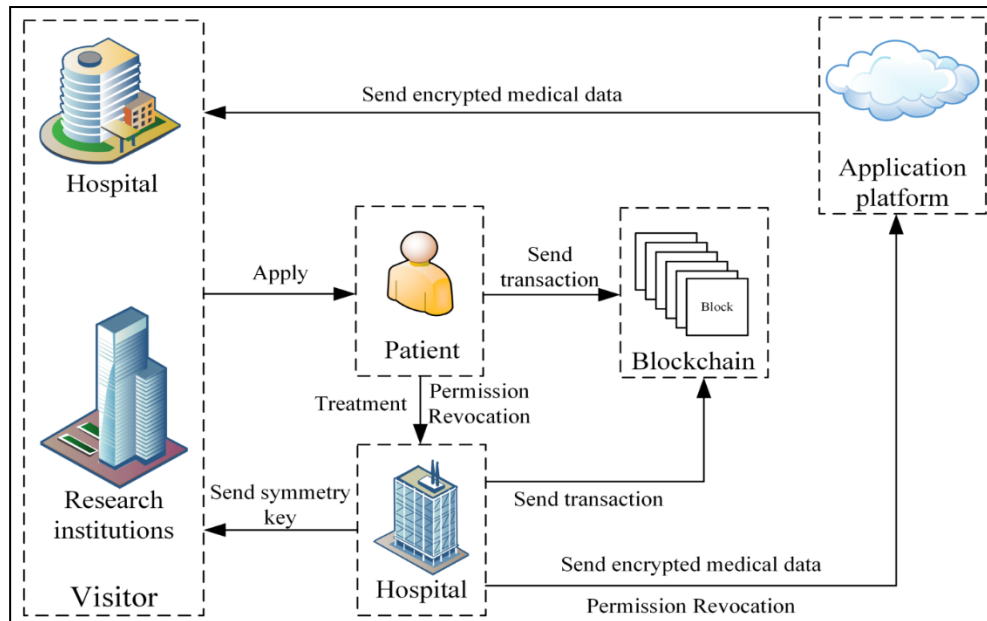 Send encrypted medical data
Hospital
Application
platform
Apply
Send
transaction
Block
Patient
Blockchain
Treatment
Permission
Revocation
Research
institutions
Send symmetry
key
Send transaction
Visitor
Hospital
Send encrypted medical data
Permission Revocation